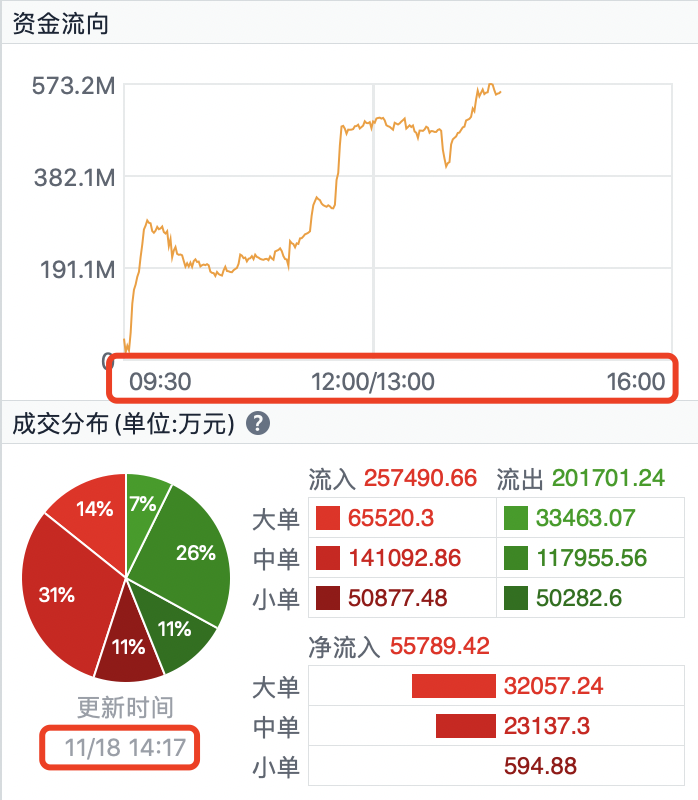 资金流向
573.2M
382.1M
191.1M
0
09:30 12:00/13:00 16:00
成交分布(单位:万元) ?
流入 257490.66 流出 201701.24
大单 65520.3 33463.07
中单 141092.86 117955.56
小单 50877.48 50282.6
14% 7%
26%
31%
11% 11%
净流入 55789.42
大单 32057.24
中单 23137.3
小单 594.88
更新时间
11/18 14:17